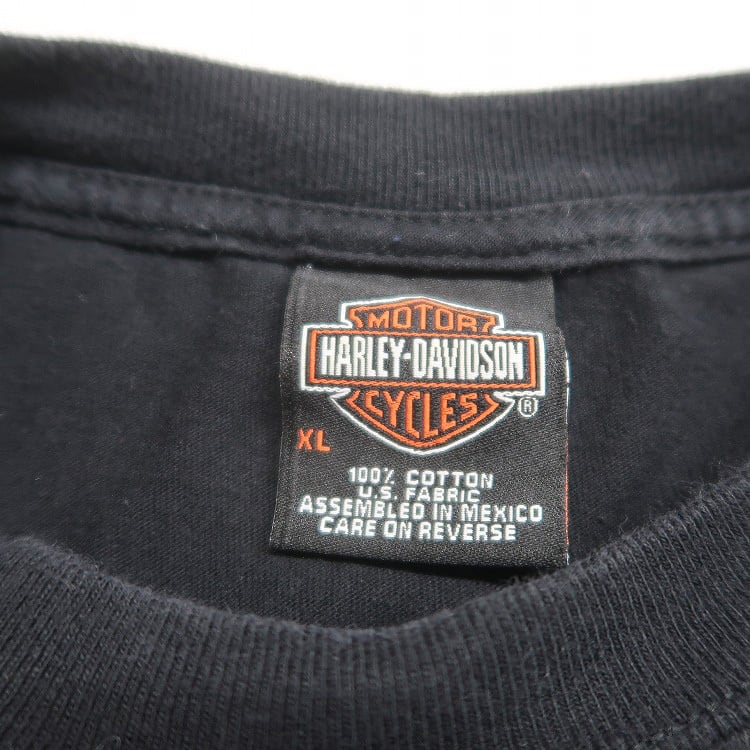 MOTOR
HARLEY-DAVIDSON
CYCLES
®
XL
100% COTTON
U.S. FABRIC
ASSEMBLED IN MEXICO
CARE ON REVERSE